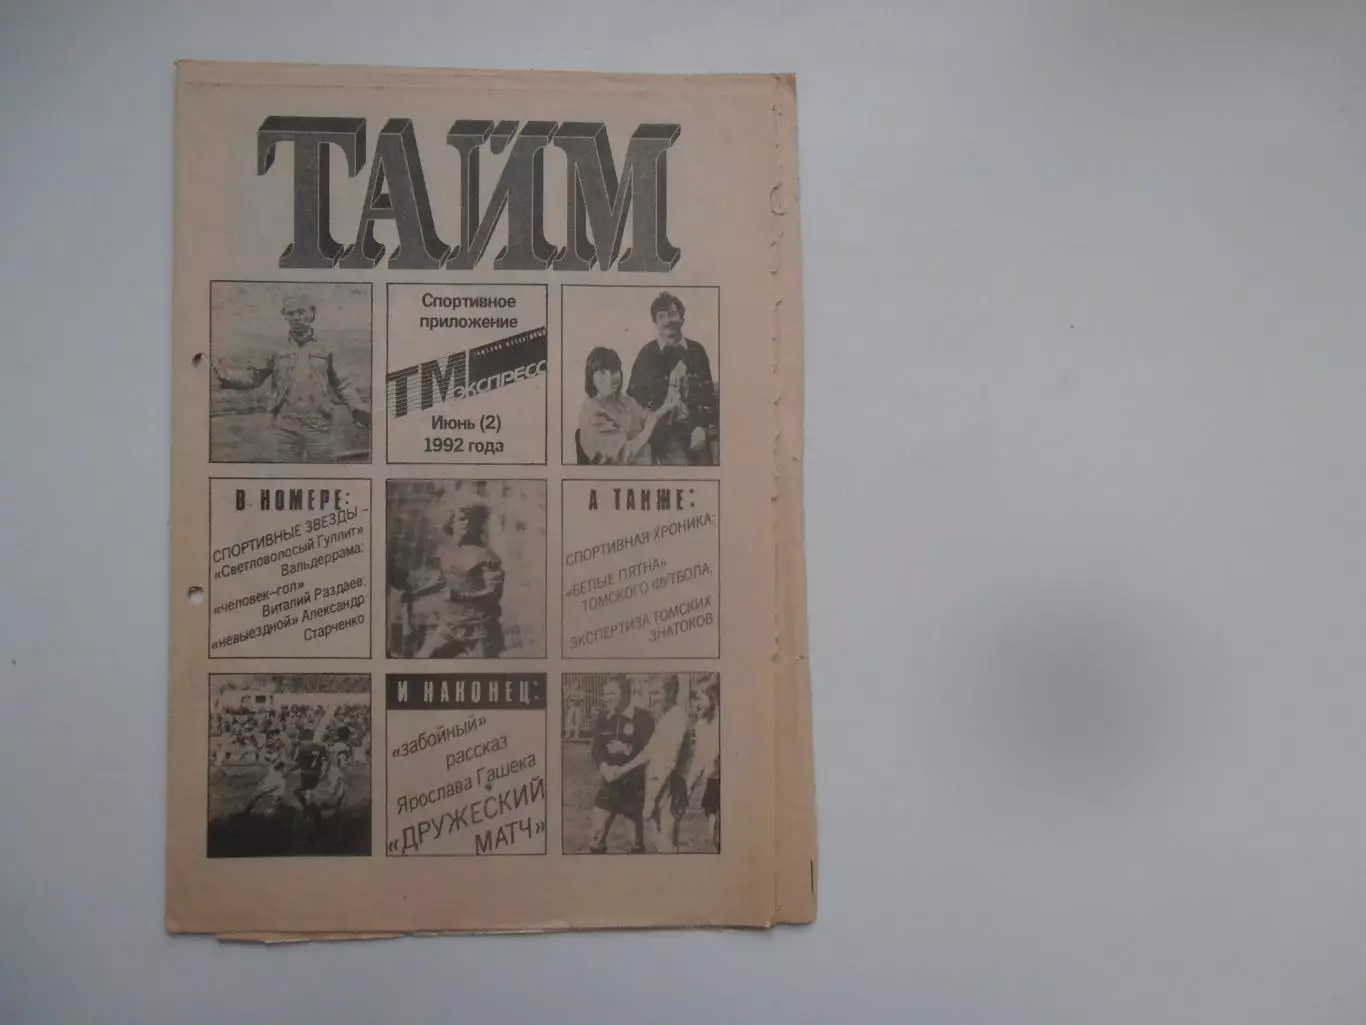 ТАЙМ
Спортивное
приложение
ТМ
ЭКСПРЕСС
Июнь (2)
1992 года
В НОМЕРЕ:
СПОРТИВНЫЕ ЗВЕЗДЫ –
«Светловолосый Гуллит»
Вальдеррама;
«человек–гол»
Виталий Раздаев;
«невыездной» Александр
Старченко
А ТАКЖЕ:
СПОРТИВНАЯ ХРОНИКА;
«БЕЛЫЕ ПЯТНА»
ТОМСКОГО ФУТБОЛА;
ЭКСПЕРТИЗА ТОМСКИХ
ЗНАТОКОВ
И НАКОНЕЦ:
«забойный»
рассказ
Ярослава Гашека
«ДРУЖЕСКИЙ
МАТЧ»